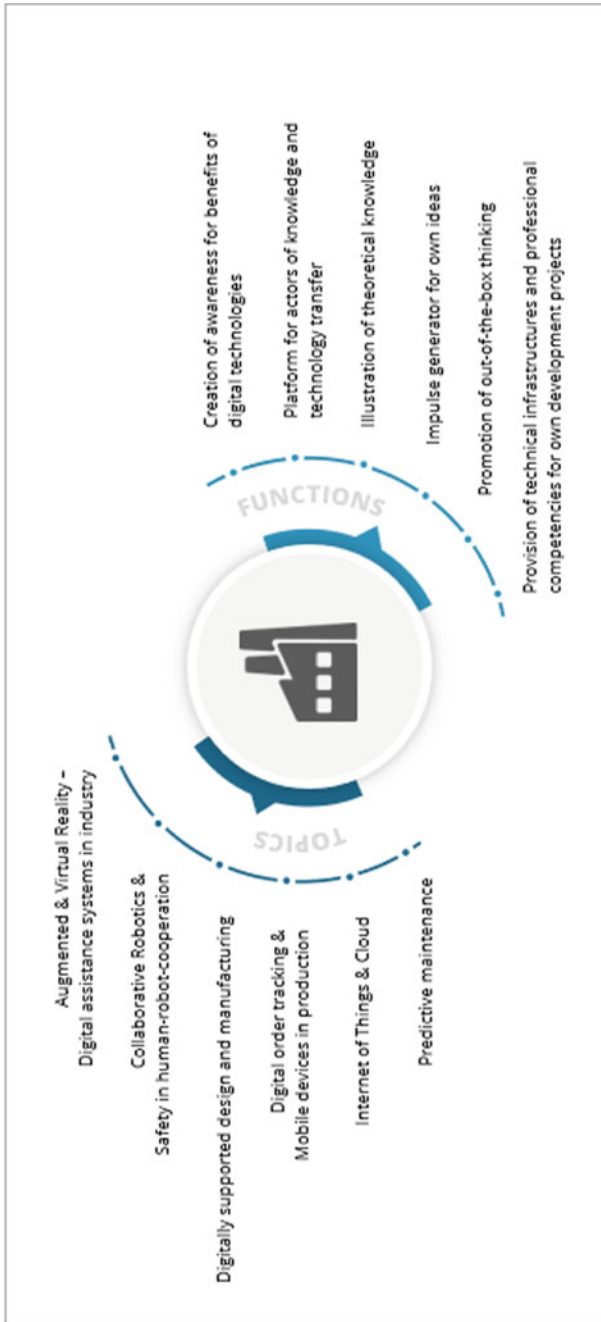 Augmented & Virtual Reality –
Digital assistance systems in industry
Collaborative Robotics &
Safety in human-robot-cooperation
Digitally supported design and manufacturing
Digital order tracking &
Mobile devices in production
Internet of Things & Cloud
Predictive maintenance
TOPICS
FUNCTIONS
Creation of awareness for benefits of
digital technologies
Platform for actors of knowledge and
technology transfer
Illustration of theoretical knowledge
Impulse generator for own ideas
Promotion of out-of-the-box thinking
Provision of technical infrastructures and professional
competencies for own development projects